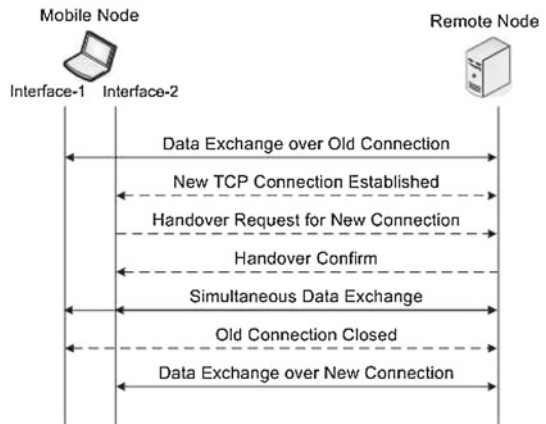 Mobile Node
Remote Node
Interface-1 Interface-2
Data Exchange over Old Connection
New TCP Connection Established
Handover Request for New Connection
Handover Confirm
Simultaneous Data Exchange
Old Connection Closed
Data Exchange over New Connection